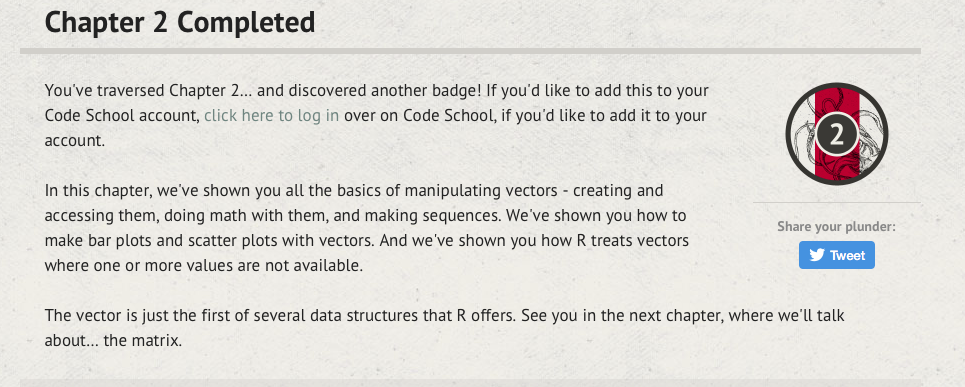 Chapter 2 Completed
You've traversed Chapter 2... and discovered another badge! If you'd like to add this to your
Code School account, click here to log in over on Code School, if you'd like to add it to your
account.
2
In this chapter, we've shown you all the basics of manipulating vectors - creating and
accessing them, doing math with them, and making sequences. We've shown you how to
make bar plots and scatter plots with vectors. And we've shown you how R treats vectors
where one or more values are not available.
Share your plunder:
Tweet
The vector is just the first of several data structures that R offers. See you in the next chapter, where we'll talk
about... the matrix.